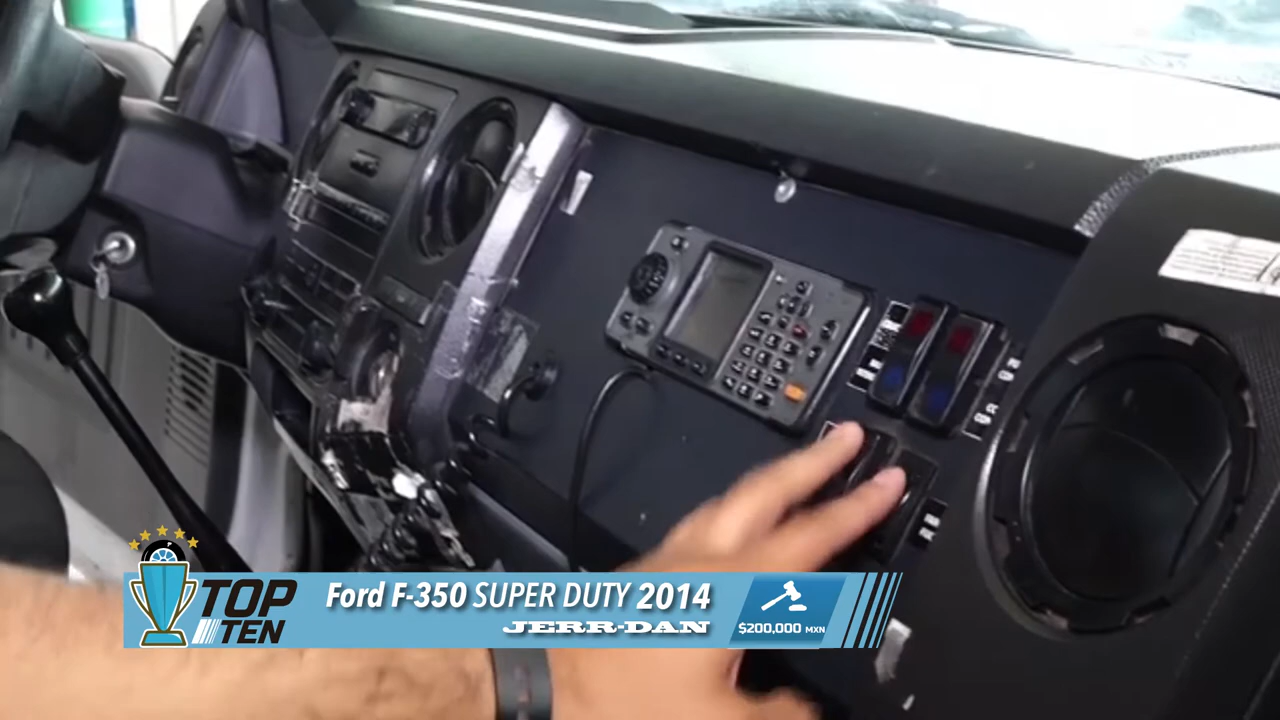 TOP
TEN
Ford F-350 SUPER DUTY 2014
JERR-DAN
$200,000 MXN